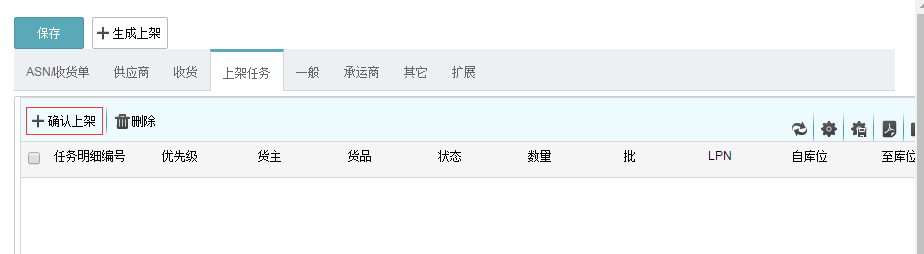 保存 生成上架
ASN/收货单 供应商 收货 上架任务 一般 承运商 其它 扩展
确认上架 删除
任务明细编号 优先级 货主 货品 状态 数量 批 LPN 自库位 至库位